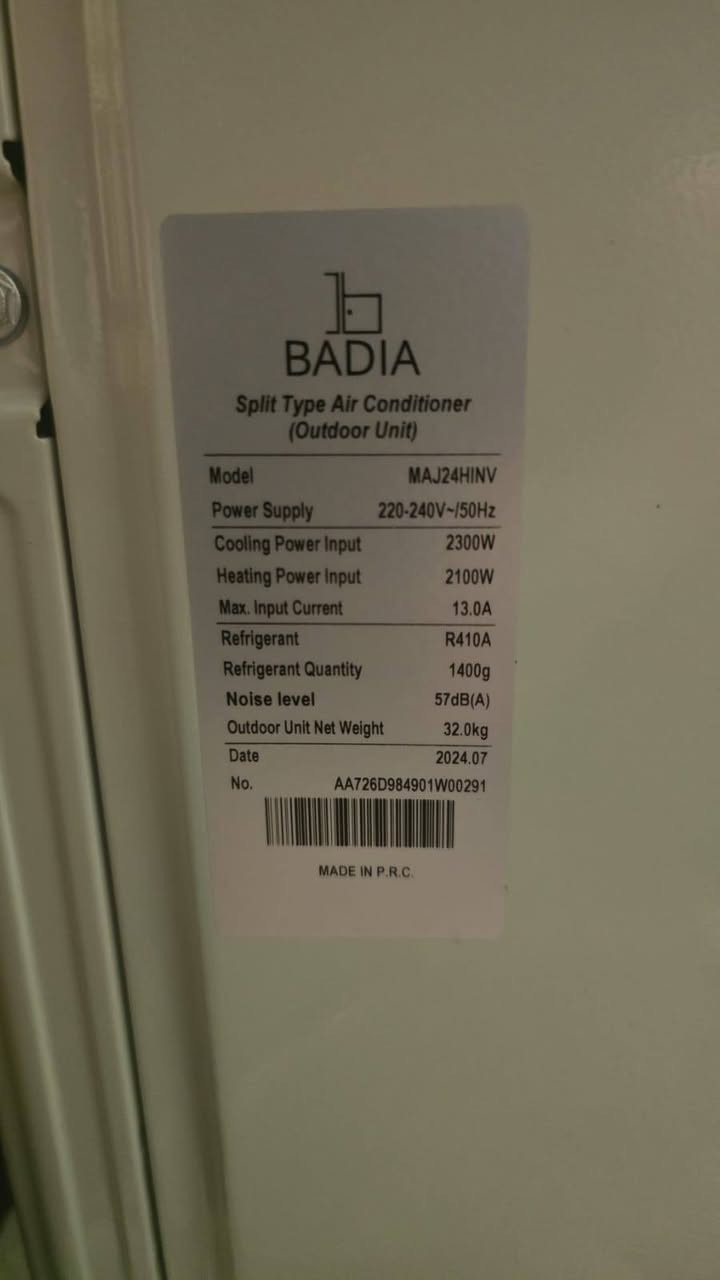 BADIA
Split Type Air Conditioner
(Outdoor Unit)
Model MAJ24HINV
Power Supply 220-240V~/50Hz
Cooling Power Input 2300W
Heating Power Input 2100W
Max. Input Current 13.0A
Refrigerant R410A
Refrigerant Quantity 1400g
Noise level 57dB(A)
Outdoor Unit Net Weight 32.0kg
Date 2024.07
No. AA726D984901W00291
MADE IN P.R.C.